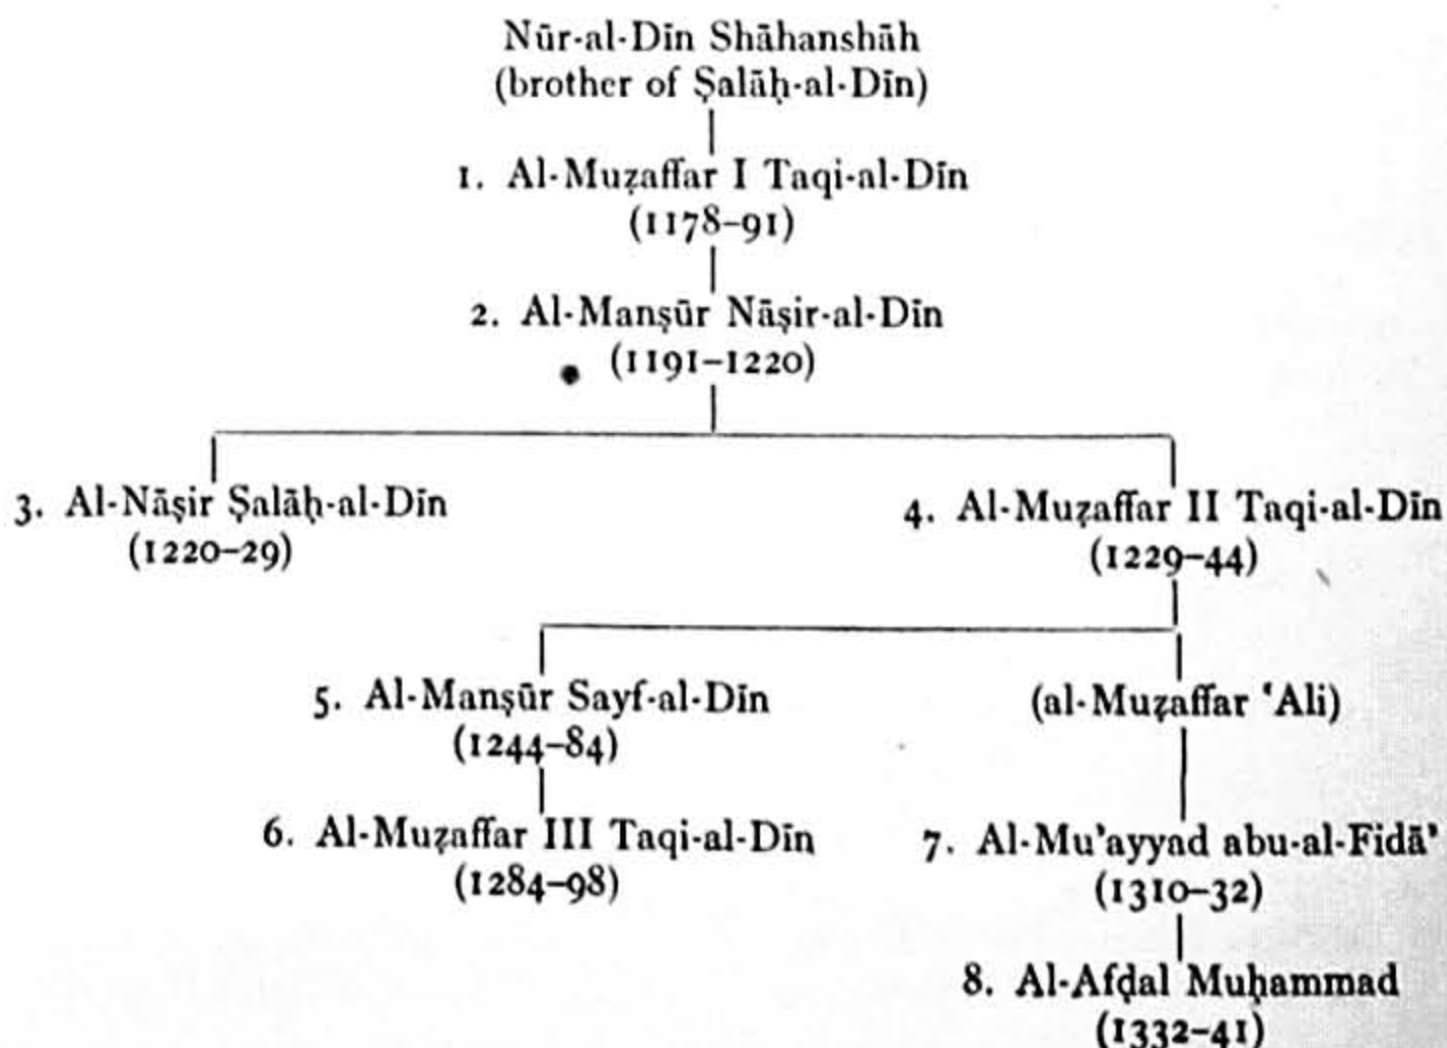 Nūr-al-Dīn Shāhanshāh
(brother of Ṣalāḥ-al-Dīn)
1. Al-Muẓaffar I Taqi-al-Dīn
(1178–91)
2. Al-Manṣūr Nāṣir-al-Dīn
(1191–1220)
3. Al-Nāṣir Ṣalāḥ-al-Dīn
(1220–29)
4. Al-Muẓaffar II Taqi-al-Dīn
(1229–44)
5. Al-Manṣūr Sayf-al-Dīn
(1244–84)
(al-Muẓaffar ‘Ali)
6. Al-Muẓaffar III Taqi-al-Dīn
(1284–98)
7. Al-Mu’ayyad abu-al-Fidā’
(1310–32)
8. Al-Afḍal Muḥammad
(1332–41)